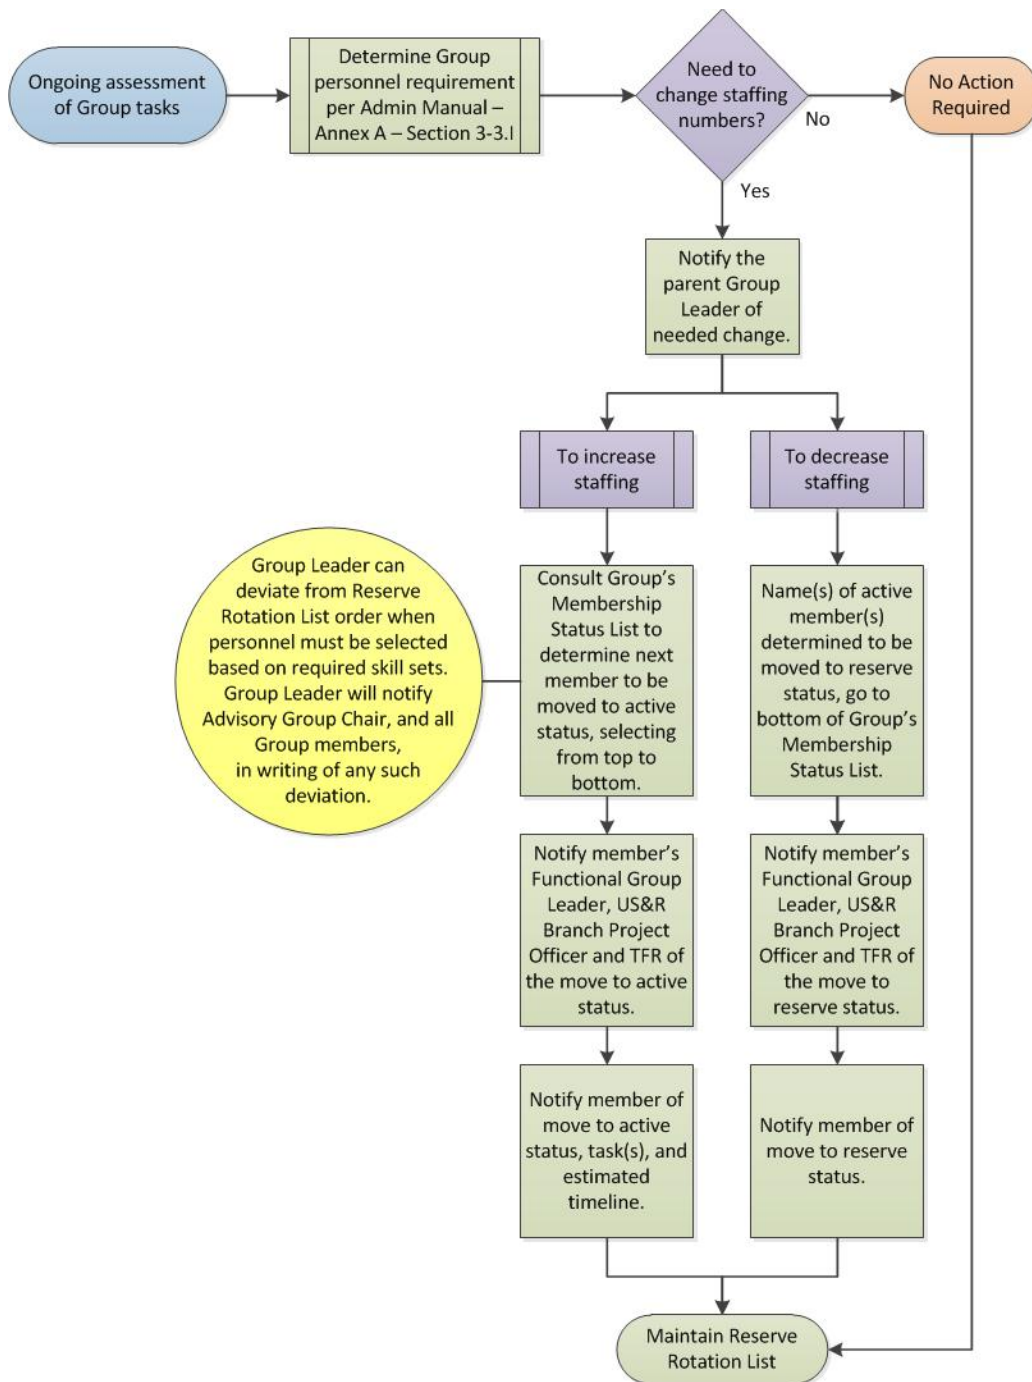 Ongoing assessment
of Group tasks
Determine Group
personnel requirement
per Admin Manual –
Annex A – Section 3-3.I
Need to
change staffing
numbers?
No
No Action
Required
Yes
Notify the
parent Group
Leader of
needed change.
To increase
staffing
To decrease
staffing
Group Leader can
deviate from Reserve
Rotation List order when
personnel must be selected
based on required skill sets.
Group Leader will notify
Advisory Group Chair, and all
Group members,
in writing of any such
deviation.
Consult Group’s
Membership
Status List to
determine next
member to be
moved to active
status, selecting
from top to
bottom.
Name(s) of active
member(s)
determined to be
moved to reserve
status, go to
bottom of Group’s
Membership
Status List.
Notify member’s
Functional Group
Leader, US&R
Branch Project
Officer and TFR of
the move to active
status.
Notify member’s
Functional Group
Leader, US&R
Branch Project
Officer and TFR of
the move to
reserve status.
Notify member of
move to active
status, task(s), and
estimated
timeline.
Notify member of
move to reserve
status.
Maintain Reserve
Rotation List